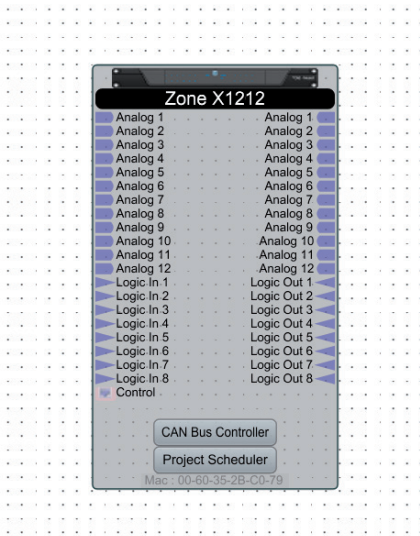 Zone X1212
Analog 1 Analog 1
Analog 2 Analog 2
Analog 3 Analog 3
Analog 4 Analog 4
Analog 5 Analog 5
Analog 6 Analog 6
Analog 7 Analog 7
Analog 8 Analog 8
Analog 9 Analog 9
Analog 10 Analog 10
Analog 11 Analog 11
Analog 12 Analog 12
Logic In 1 Logic Out 1
Logic In 2 Logic Out 2
Logic In 3 Logic Out 3
Logic In 4 Logic Out 4
Logic In 5 Logic Out 5
Logic In 6 Logic Out 6
Logic In 7 Logic Out 7
Logic In 8 Logic Out 8
Control
CAN Bus Controller
Project Scheduler
Mac : 00-60-35-2B-C0-79